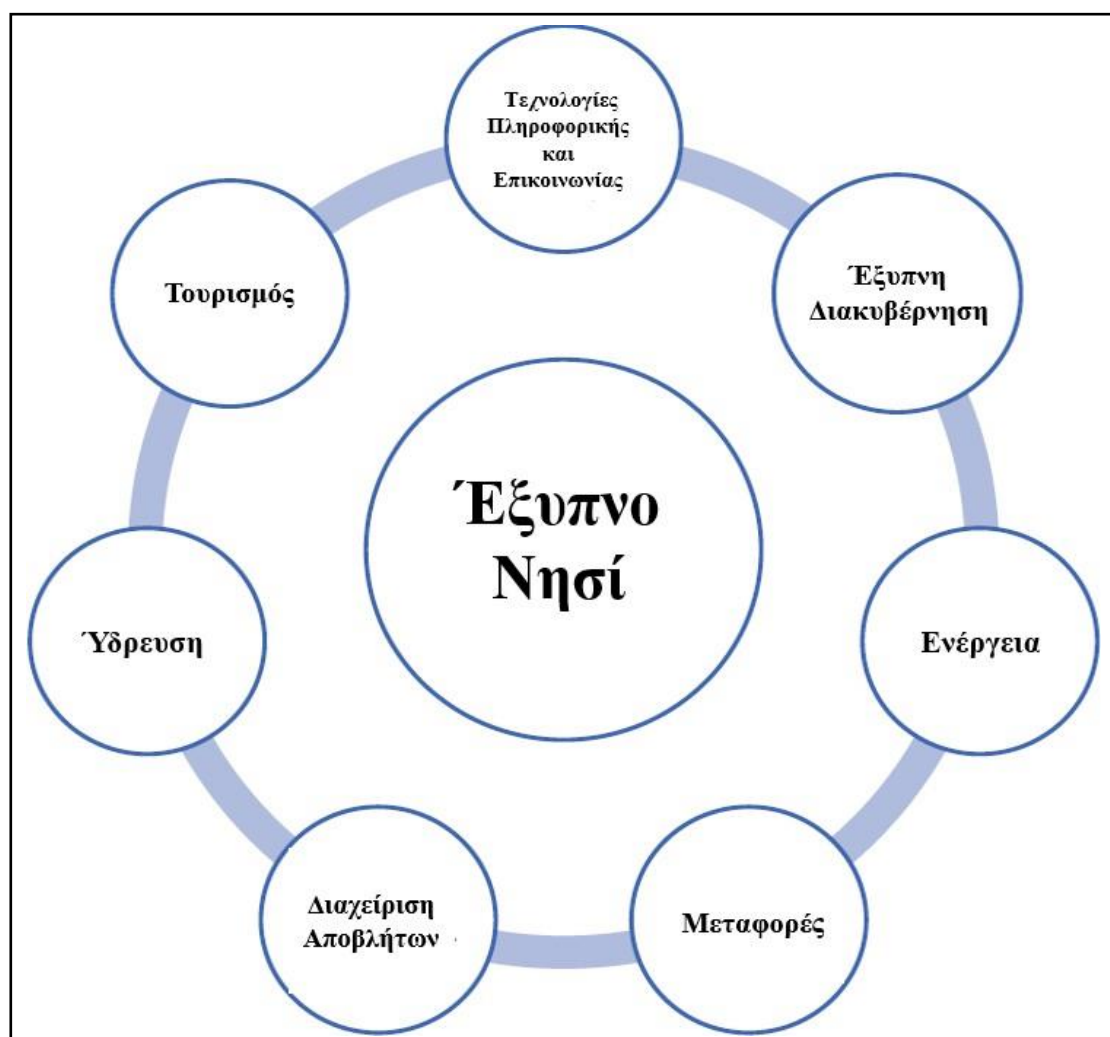 Τεχνολογίες
Πληροφορικής
και
Επικοινωνίας
Έξυπνη
Διακυβέρνηση
Ενέργεια
Μεταφορές
Διαχείριση
Αποβλήτων
Ύδρευση
Τουρισμός
Έξυπνο
Νησί